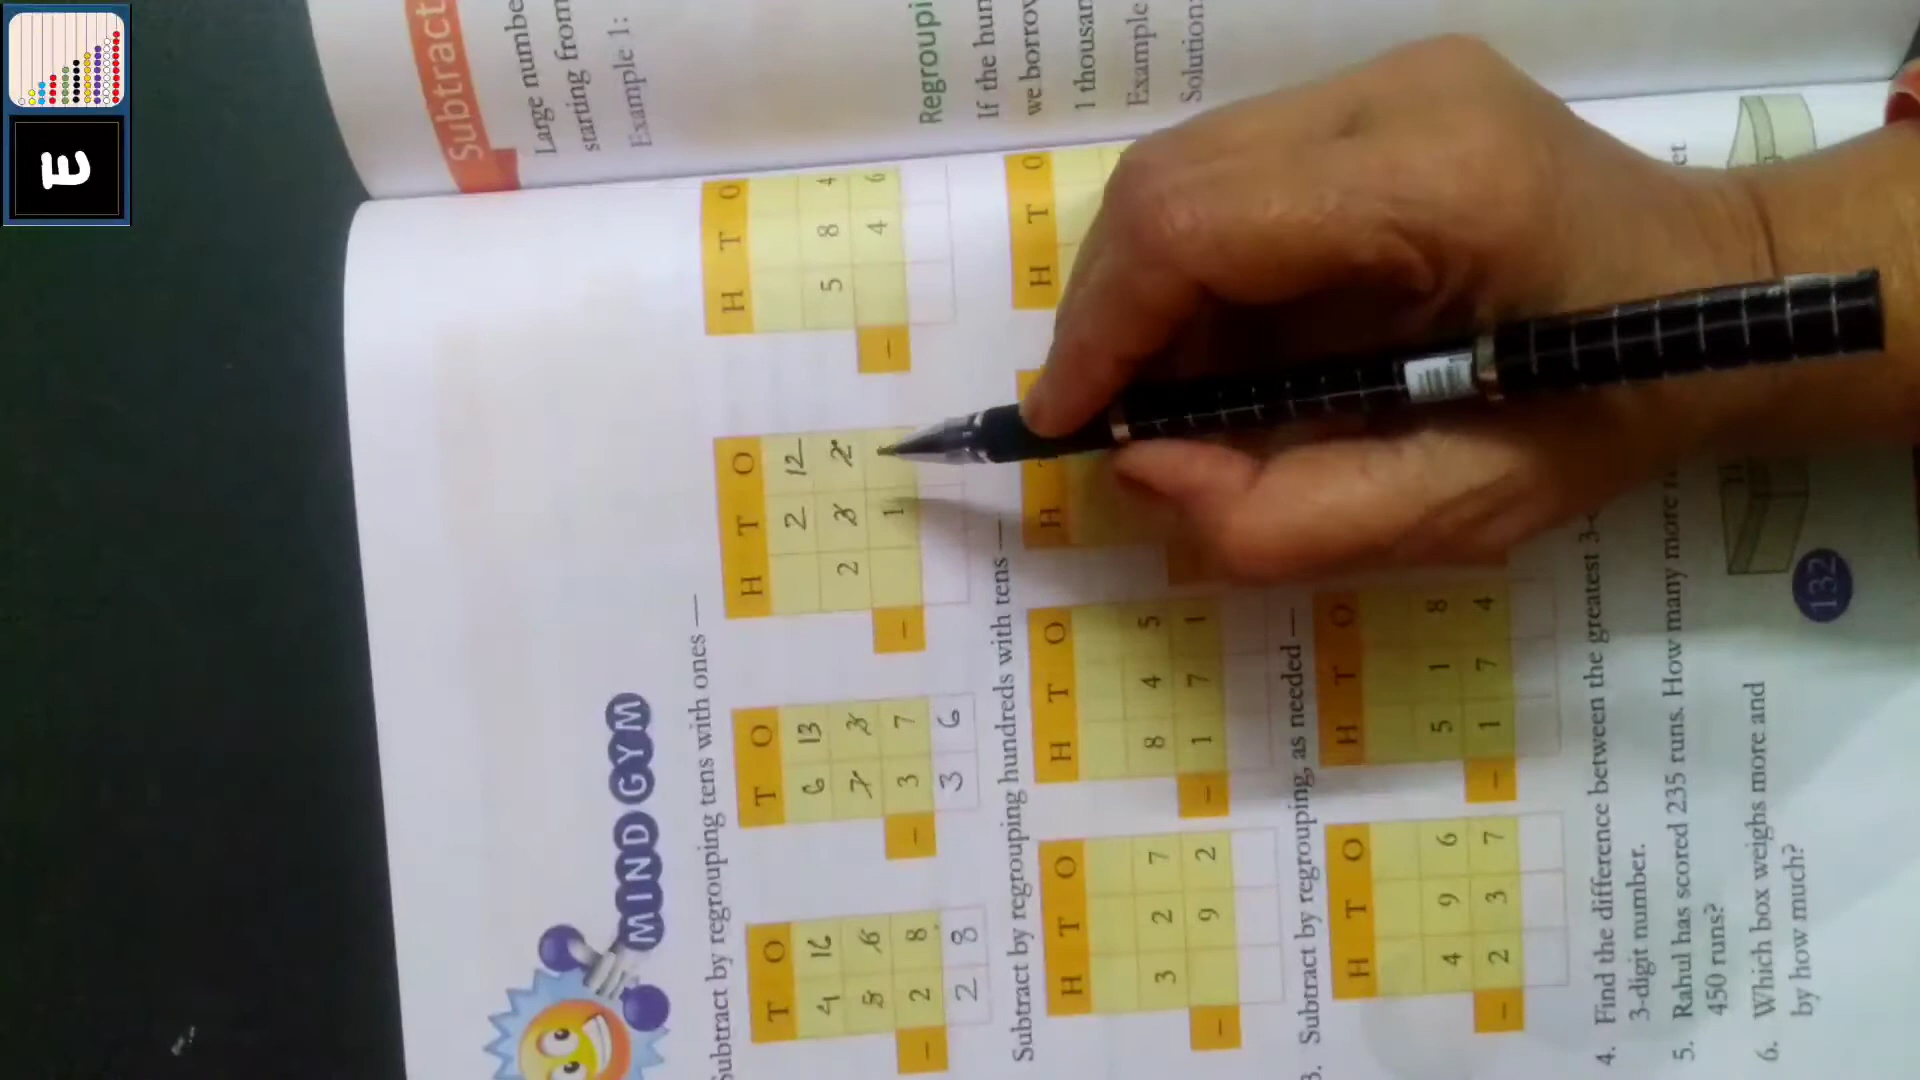 E
MIND GYM
Subtract by regrouping tens with ones —
T O
4 16
5 6
– 2 8
2 8
T O
6 13
7 3
– 3 7
3 6
H T O
2 12
2 3 2
– 1
H T O
5 8 4
– 4 6
Subtract by regrouping hundreds with tens —
H T O
3 2 7
– 9 2
H T O
8 4 5
– 1 7 1
H T
H T O
3. Subtract by regrouping, as needed —
H T O
4 9 6
– 2 3 7
H T O
5 1 8
– 1 7 4
4. Find the difference between the greatest 3-
3-digit number.
5. Rahul has scored 235 runs. How many more
450 runs?
6. Which box weighs more and
by how much?
132
Subtract
Large numbe
starting from
Example 1:
Regroupi
If the hun
we borrov
1 thousan
Example
Solution: